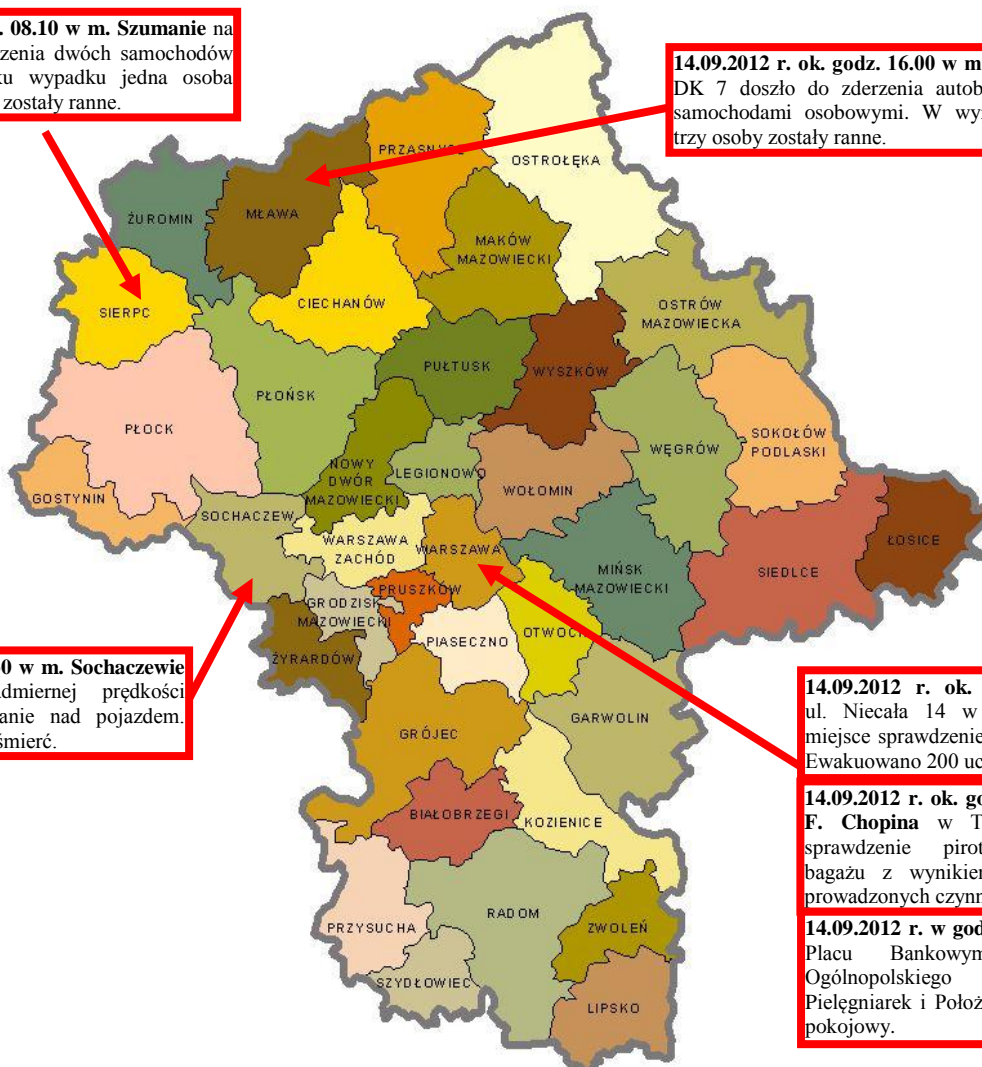 . 08.10 w m. Szumanie na
zenia dwóch samochodów
ku wypadku jedna osoba
zostały ranne.
14.09.2012 r. ok. godz. 16.00 w m
DK 7 doszło do zderzenia autob
samochodami osobowymi. W wy
trzy osoby zostały ranne.
PRZASNYSZ
OSTROŁĘKA
ŻUROMIN
MŁAWA
MAKÓW
MAZOWIECKI
CIECHANÓW
SIERPC
OSTRÓW
MAZOWIECKA
PUŁTUSK
WYSZKÓW
PŁOŃSK
PŁOCK
SOKOŁÓW
PODLASKI
WĘGRÓW
NOWY
DWÓR
MAZOWIECKI
LEGIONOWO
GOSTYNIN
WOŁOMIN
SOCHACZEW
WARSZAWA
ZACHÓD
WARSZAWA
ŁOSICE
MIŃSK
MAZOWIECKI
SIEDLCE
PRUSZKÓW
GRODZISK
MAZOWIECKI
PIASECZNO
OTWOCK
ŻYRARDÓW
0 w m. Sochaczewie
admiernej prędkości
anie nad pojazdem.
śmierć.
GARWOLIN
GRÓJEC
14.09.2012 r. ok.
ul. Niecała 14 w
miejsce sprawdzenie
Ewakuowano 200 uc
BIAŁOBRZEGI
KOZIENICE
14.09.2012 r. ok. go
F. Chopina w T
sprawdzenie pirot
bagażu z wynikien
prowadzonych czynn
RADOM
PRZYSUCHA
ZWOLEŃ
14.09.2012 r. w god
Placu Bankowym
Ogólnopolskiego
Pielęgniarek i Położ
pokojowy.
SZYDŁOWIEC
LIPSKO